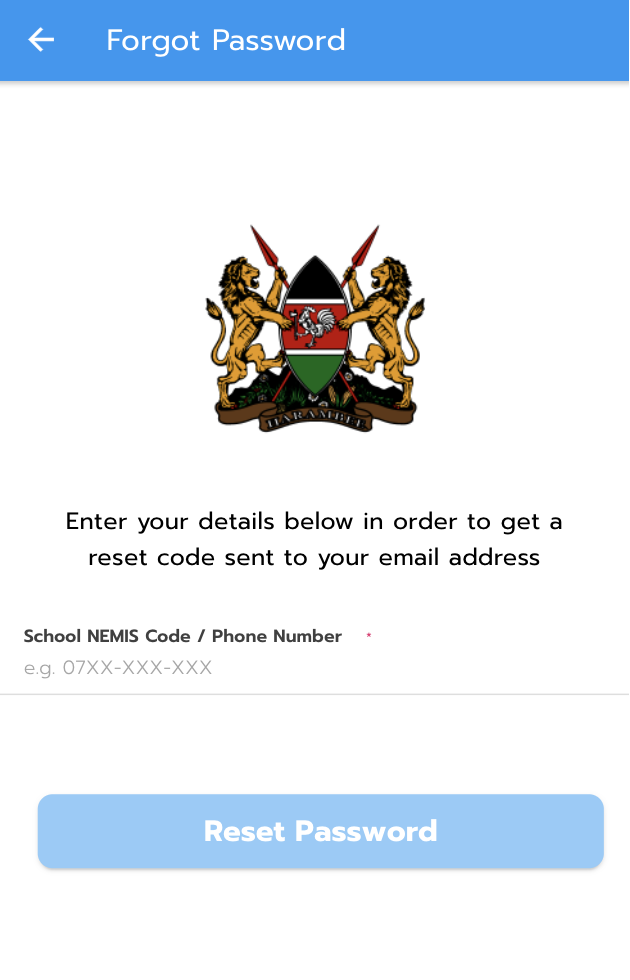 Forgot Password
HARAMBEE
Enter your details below in order to get a
reset code sent to your email address
School NEMIS Code / Phone Number *
e.g. 07XX-XXX-XXX
Reset Password